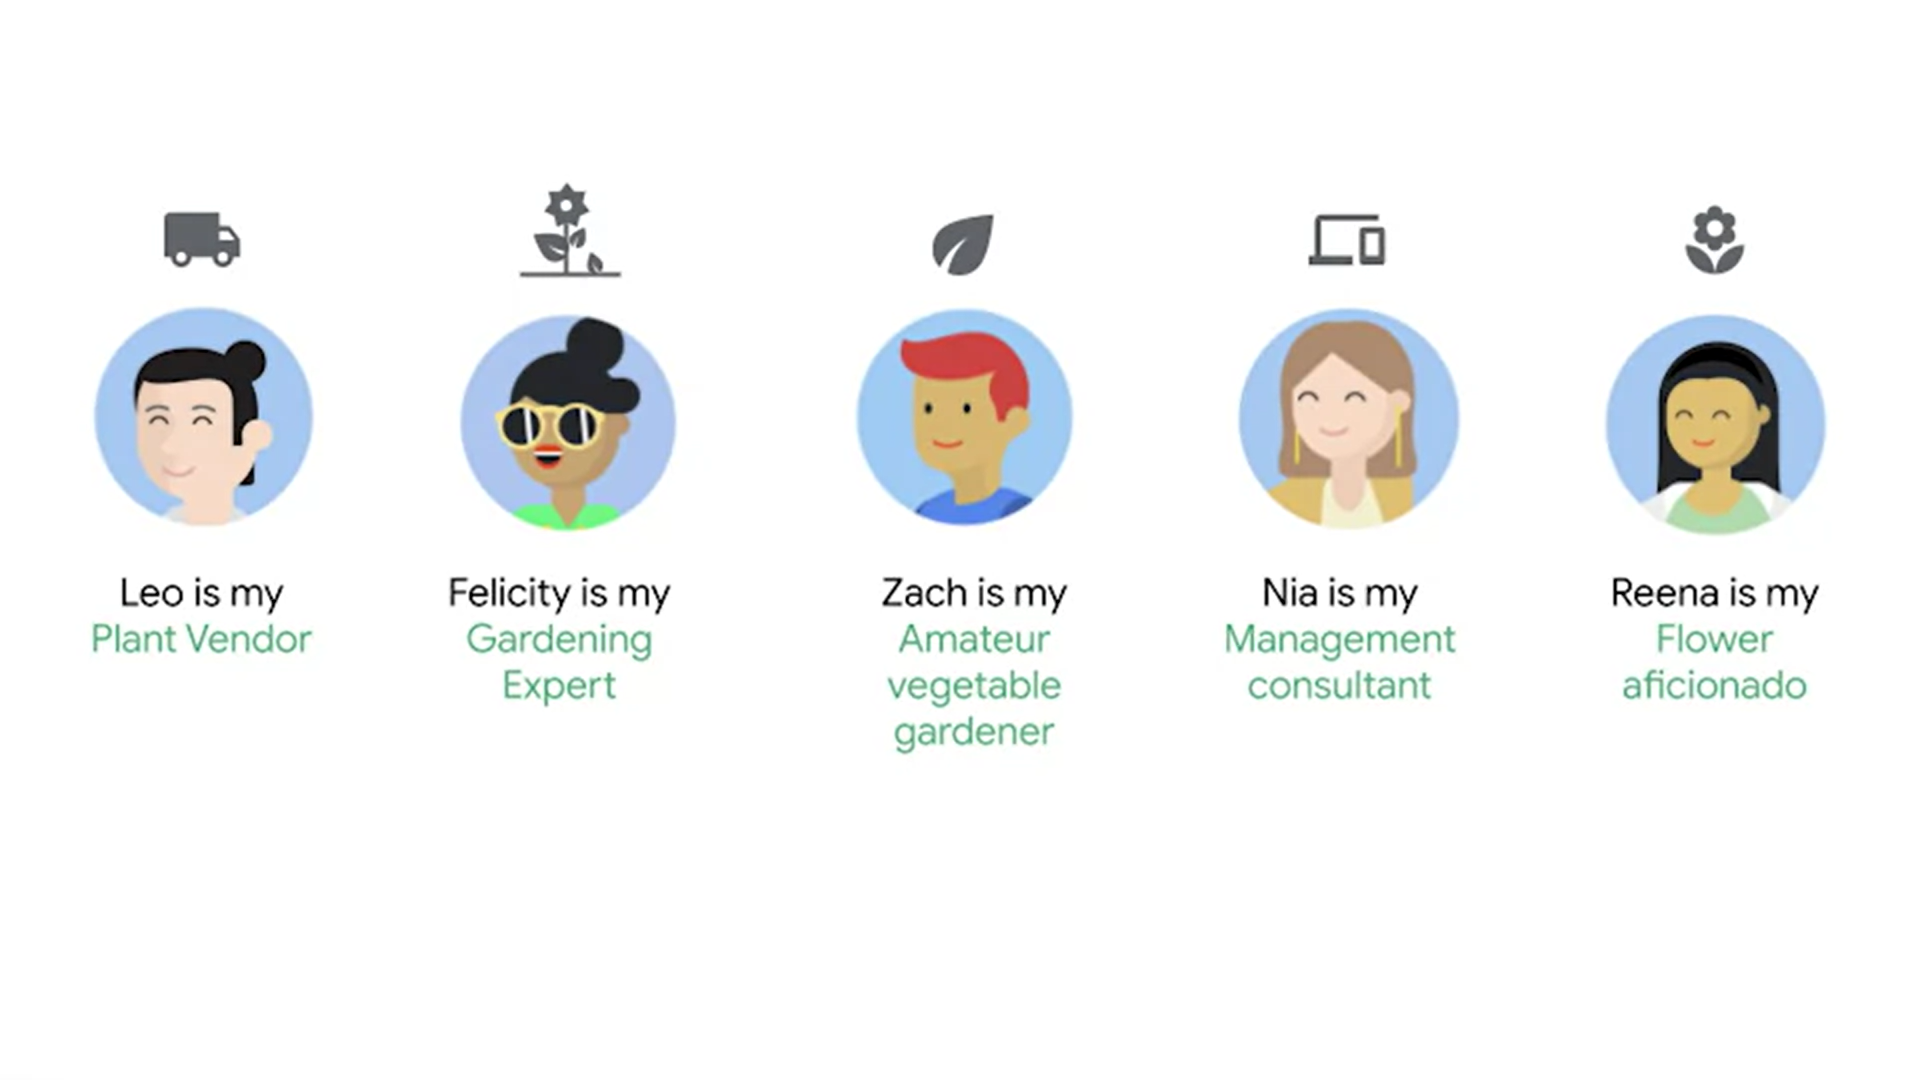 Leo is my
Plant Vendor
Felicity is my
Gardening
Expert
Zach is my
Amateur
vegetable
gardener
Nia is my
Management
consultant
Reena is my
Flower
aficionado